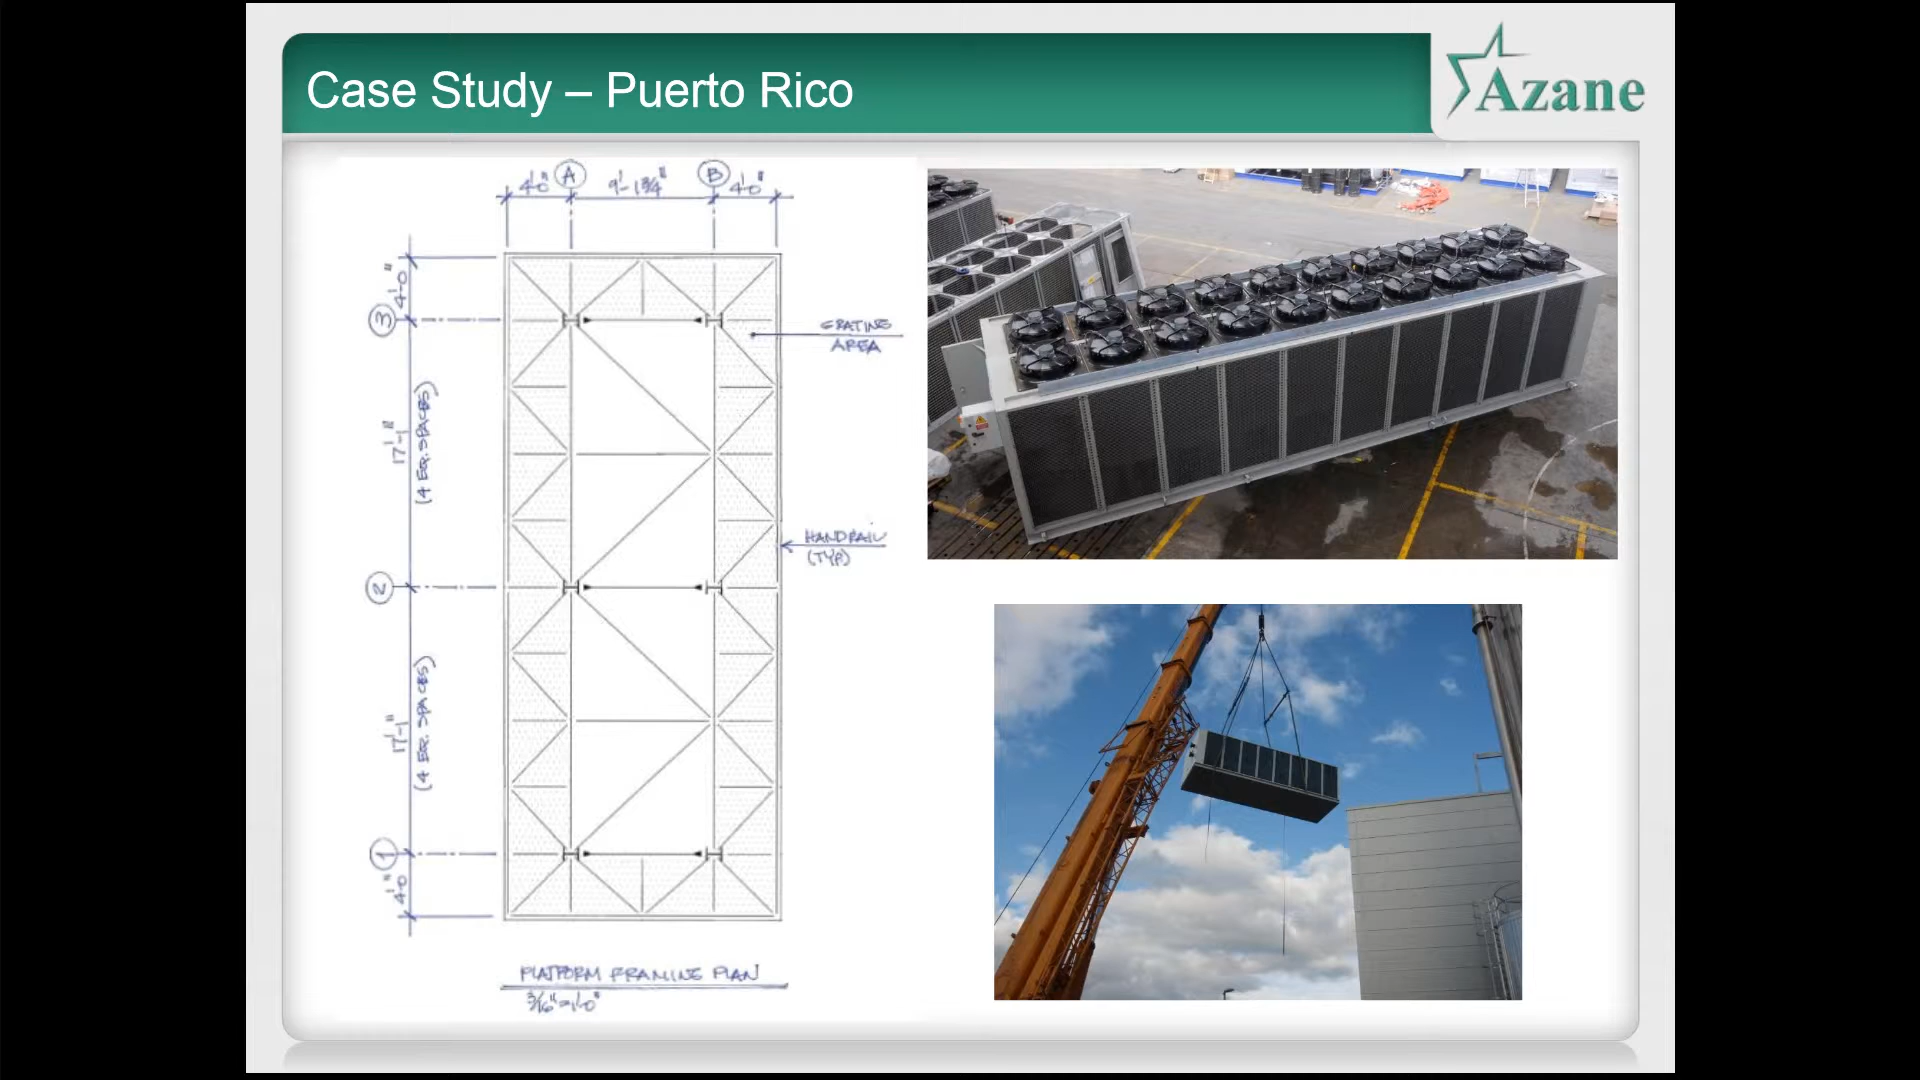 Case Study – Puerto Rico
Azane
4'-0"
A
9'-1 3/4"
B
4'-0"
4'-0"
3
GRATING
AREA
17'-1"
(4 EQ. SPACES)
HANDRAIL
(TYP)
2
17'-1"
(4 EQ. SPACES)
1
4'-0"
PLATFORM FRAMING PLAN
3/16"=1'-0"